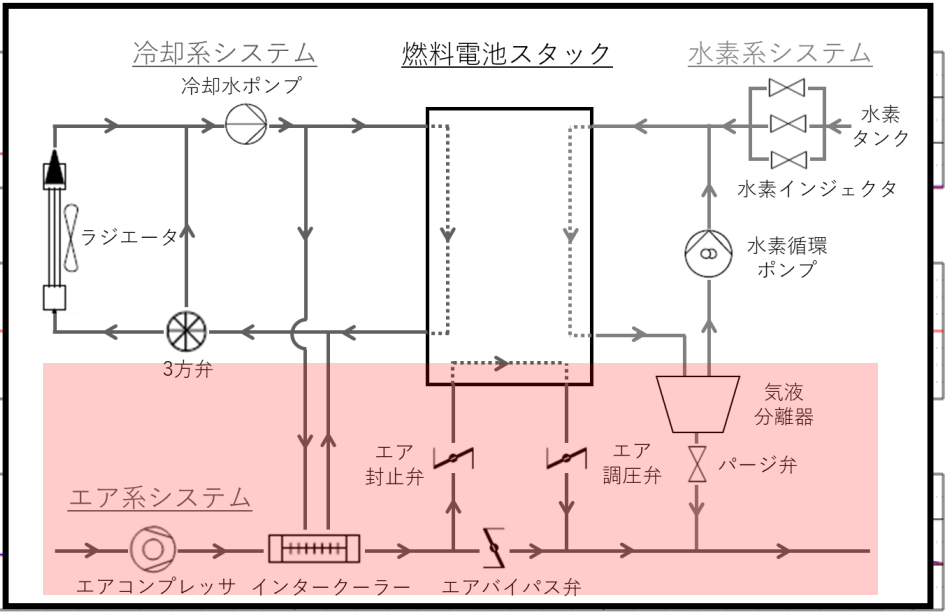 冷却系システム
燃料電池スタック
水素系システム
冷却水ポンプ
水素
タンク
水素インジェクタ
ラジエータ
水素循環
ポンプ
3方弁
気液
分離器
エア
封止弁
エア
調圧弁
パージ弁
エア系システム
エアコンプレッサ
インタークーラー
エアバイパス弁